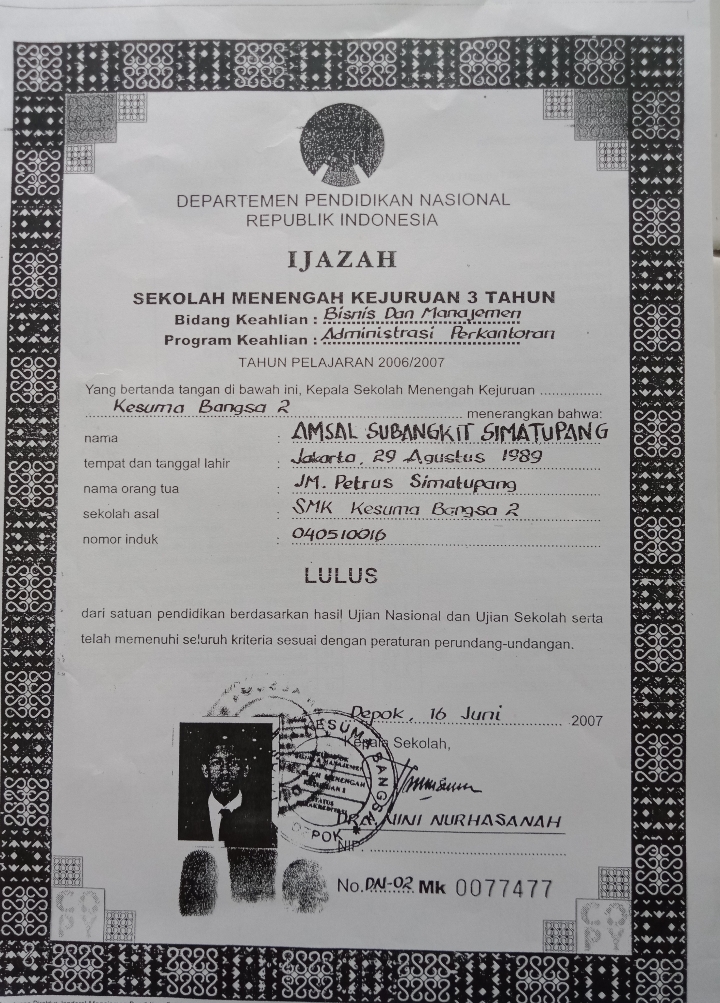 DEPARTEMEN PENDIDIKAN NASIONAL
REPUBLIK INDONESIA
IJAZAH
SEKOLAH MENENGAH KEJURUAN 3 TAHUN
Bidang Keahlian : Bisnis Dan Manajemen
Program Keahlian : Administrasi Perkantoran
TAHUN PELAJARAN 2006/2007
Yang bertanda tangan di bawah ini, Kepala Sekolah Menengah Kejuruan ................
Kesuma Bangsa 2 menerangkan bahwa:
nama : AMSAL SUBANGKIT SIMATUPANG
tempat dan tanggal lahir : Jakarta, 29 Agustus 1989
nama orang tua : JM. Petrus Simatupang
sekolah asal : SMK Kesuma Bangsa 2
nomor induk : 040510016
LULUS
dari satuan pendidikan berdasarkan hasil Ujian Nasional dan Ujian Sekolah serta
telah memenuhi seluruh kriteria sesuai dengan peraturan perundang-undangan.
Depok, 16 Juni 2007
Kepala Sekolah,
KESUMA BANGSA
DEPOK
DRA. NINI NURHASANAH
NIP.
No. DN-02 Mk 0077477
COPY
COPY